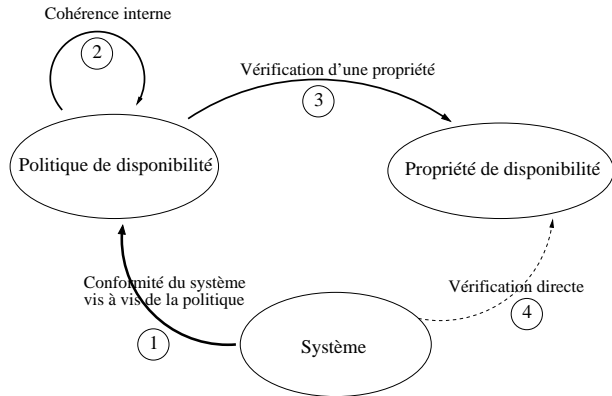 Cohérence interne
2
Vérification d'une propriété
3
Politique de disponibilité
Propriété de disponibilité
Conformité du système
vis à vis de la politique
1
Vérification directe
4
Système